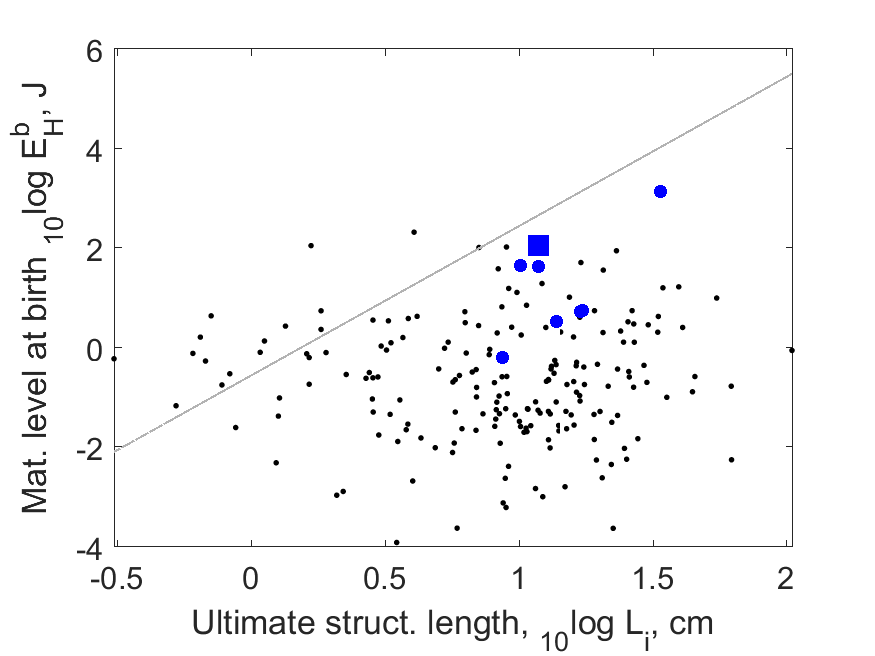 6
4
2
0
-2
-4
Mat. level at birth 10log E_H^b, J
-0.5 0 0.5 1 1.5 2
Ultimate struct. length, 10log L_i, cm